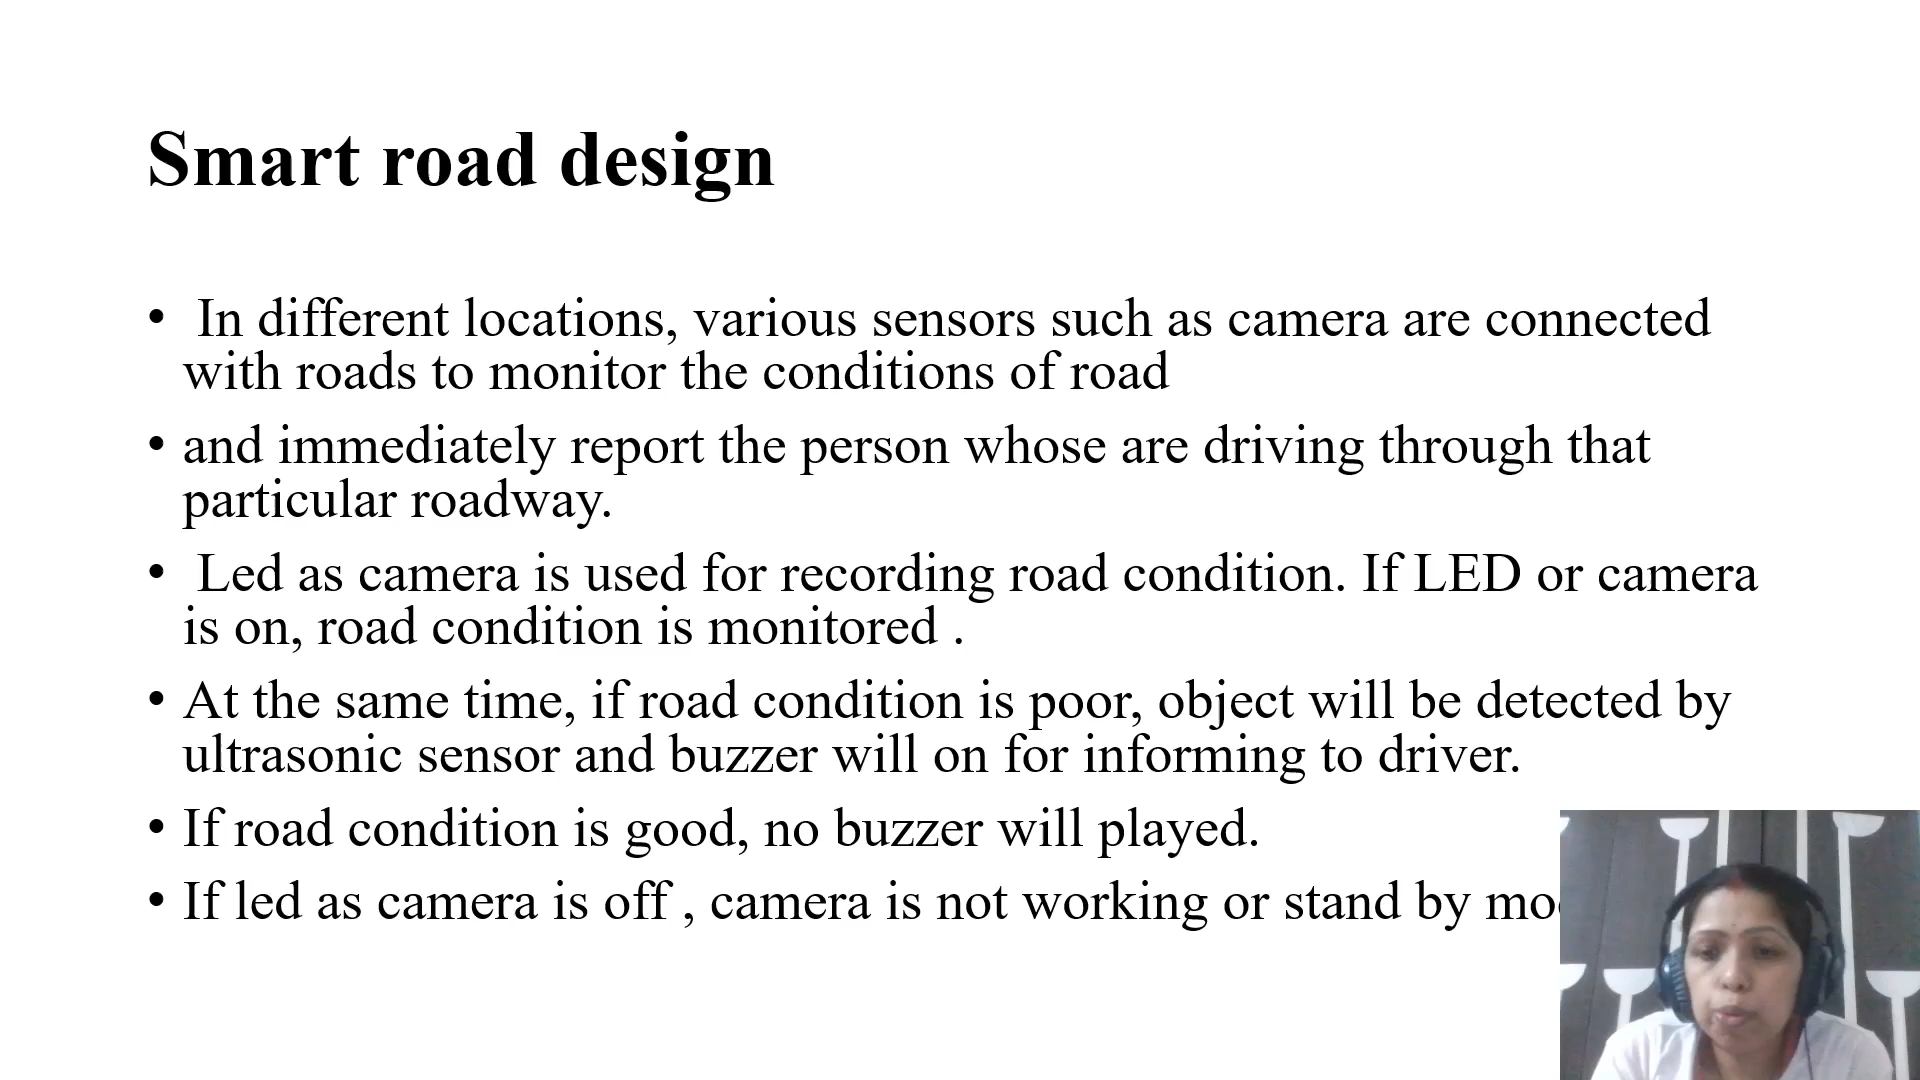 Smart road design
• In different locations, various sensors such as camera are connected
with roads to monitor the conditions of road
• and immediately report the person whose are driving through that
particular roadway.
• Led as camera is used for recording road condition. If LED or camera
is on, road condition is monitored .
• At the same time, if road condition is poor, object will be detected by
ultrasonic sensor and buzzer will on for informing to driver.
• If road condition is good, no buzzer will played.
• If led as camera is off , camera is not working or stand by